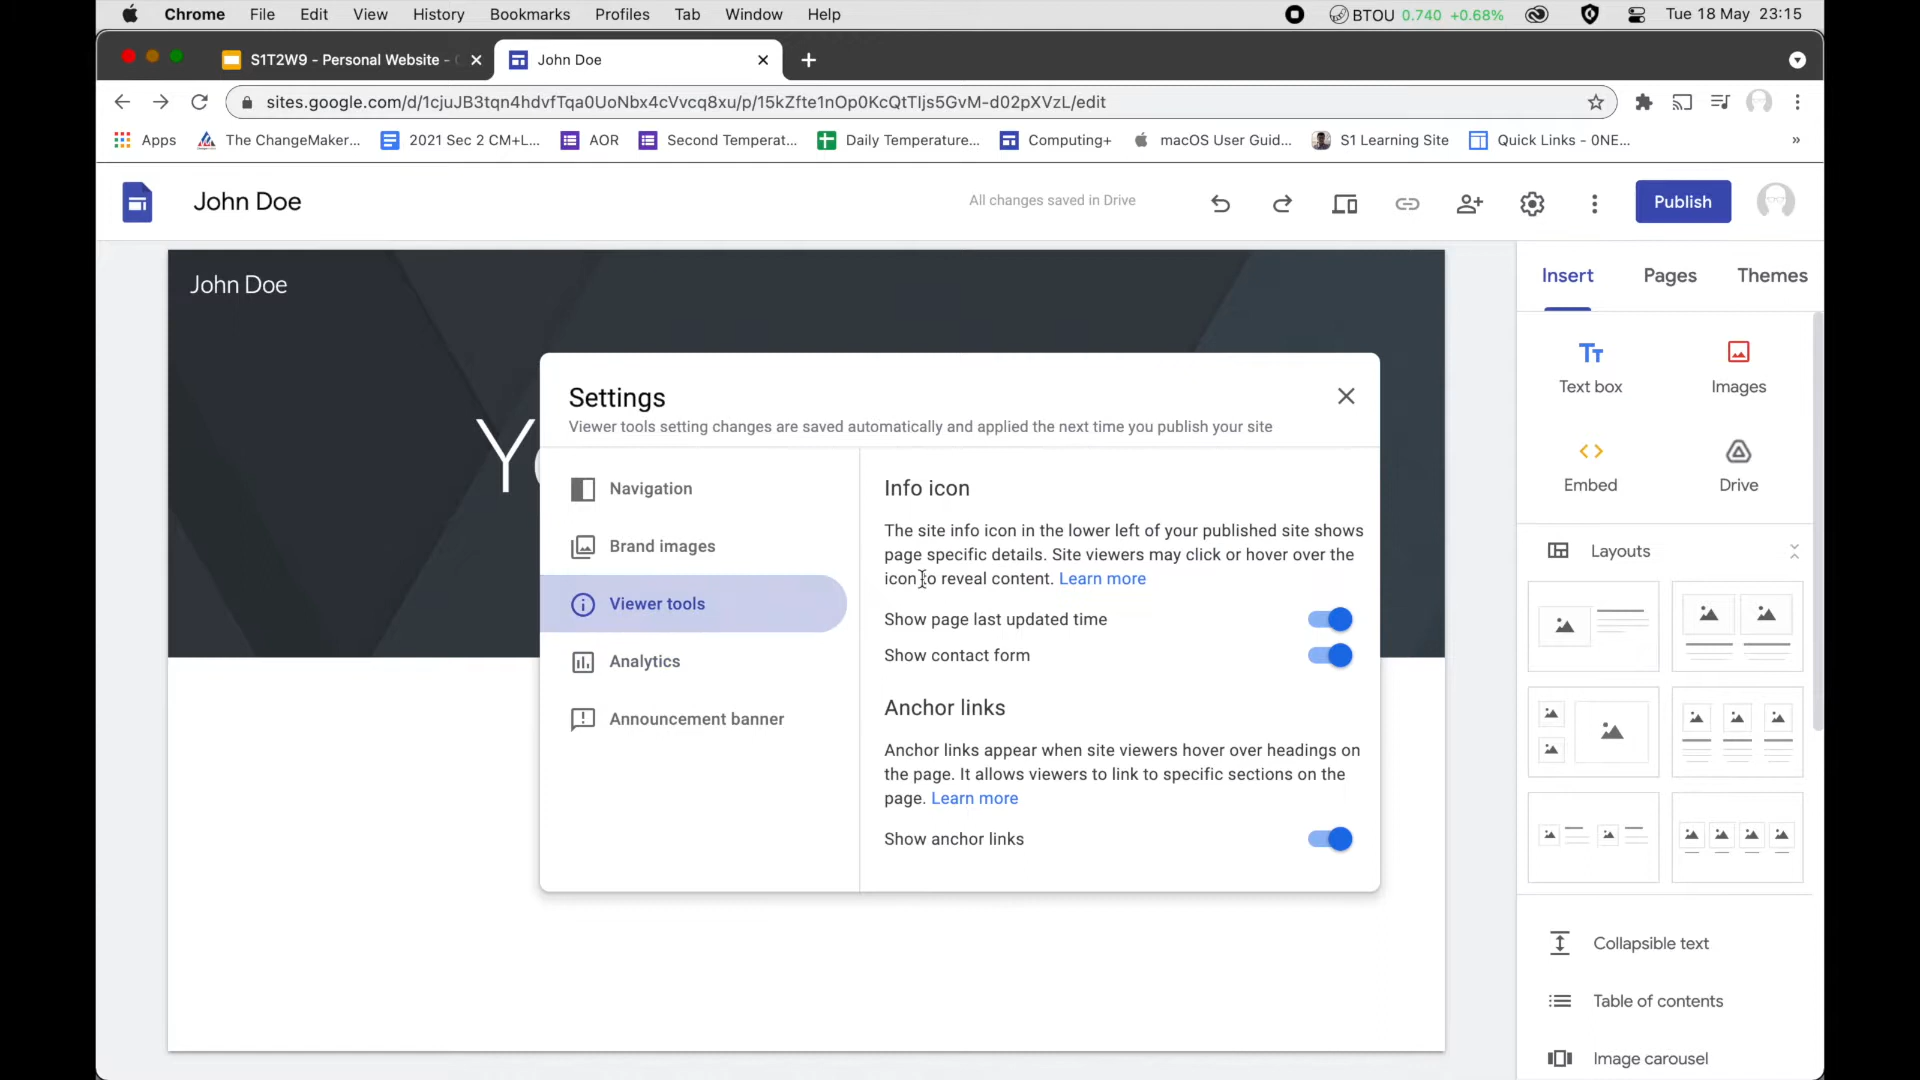 Chrome File Edit View History Bookmarks Profiles Tab Window Help
BTOU 0.740 +0.68% Tue 18 May 23:15
S1T2W9 - Personal Website -
John Doe
sites.google.com/d/1cjuJB3tqn4hdvfTqa0UoNbx4cVvcq8xu/p/15kZfte1nOp0KcQtTIjs5GvM-d02pXVzL/edit
Apps The ChangeMaker... 2021 Sec 2 CM+L... AOR Second Temperat... Daily Temperature... Computing+ macOS User Guid... S1 Learning Site Quick Links - 0NE... »
John Doe
All changes saved in Drive
Publish
John Doe
Insert Pages Themes
Text box
Images
Embed
Drive
Layouts
Collapsible text
Table of contents
Image carousel
Settings
Viewer tools setting changes are saved automatically and applied the next time you publish your site
Navigation
Brand images
Viewer tools
Analytics
Announcement banner
Info icon
The site info icon in the lower left of your published site shows
page specific details. Site viewers may click or hover over the
icon to reveal content. Learn more
Show page last updated time
Show contact form
Anchor links
Anchor links appear when site viewers hover over headings on
the page. It allows viewers to link to specific sections on the
page. Learn more
Show anchor links